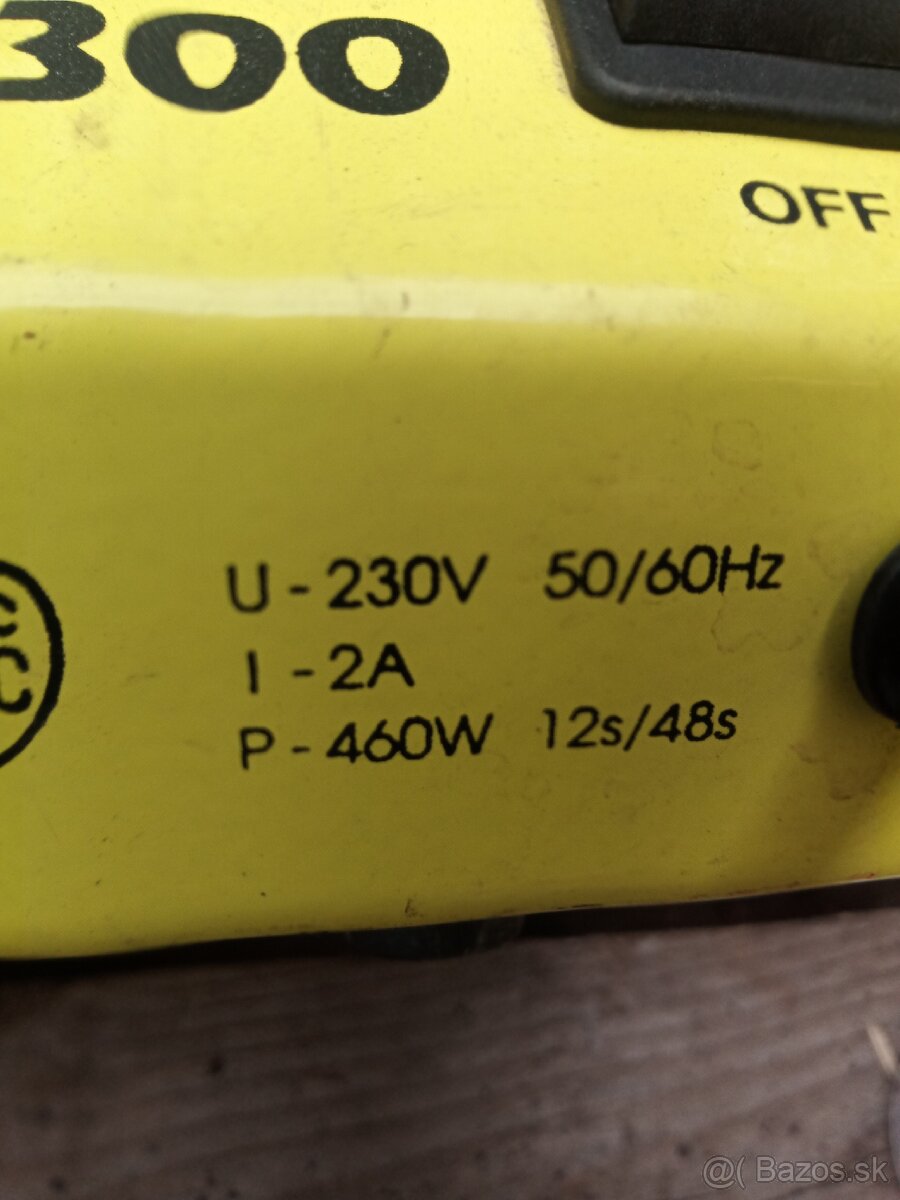 300
OFF
U - 230V 50/60Hz
I - 2A
P - 460W 12s/48s
@( Bazos.sk